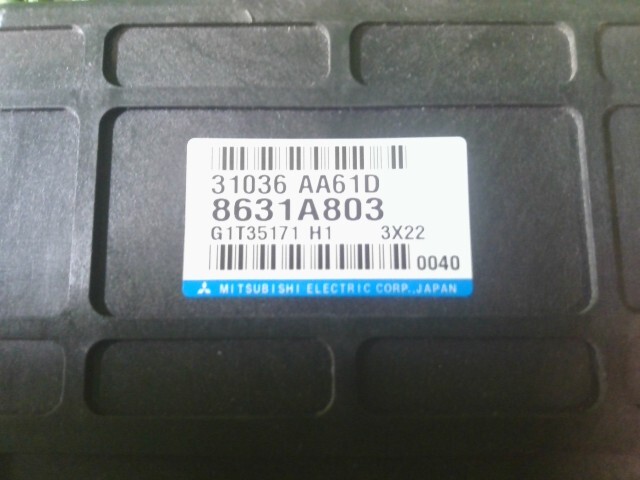 31036 AA61D
8631A803
G1T35171 H1 3X22
0040
MITSUBISHI ELECTRIC CORP.,JAPAN